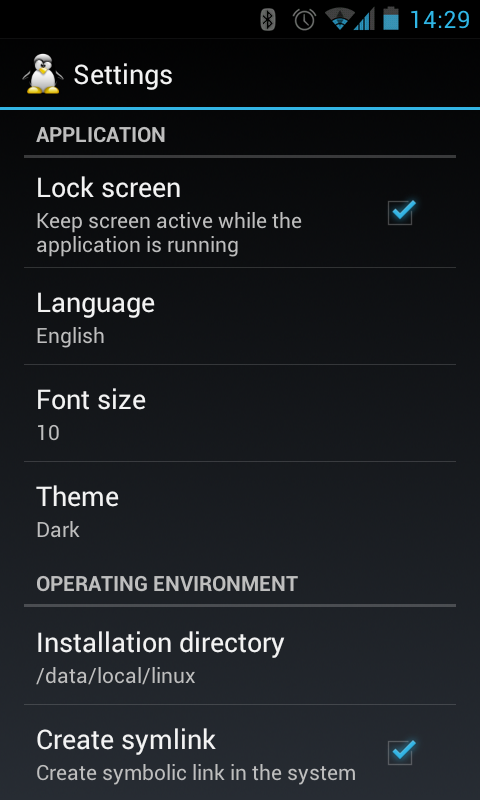 14:29
Settings
APPLICATION
Lock screen
Keep screen active while the
application is running
Language
English
Font size
10
Theme
Dark
OPERATING ENVIRONMENT
Installation directory
/data/local/linux
Create symlink
Create symbolic link in the system